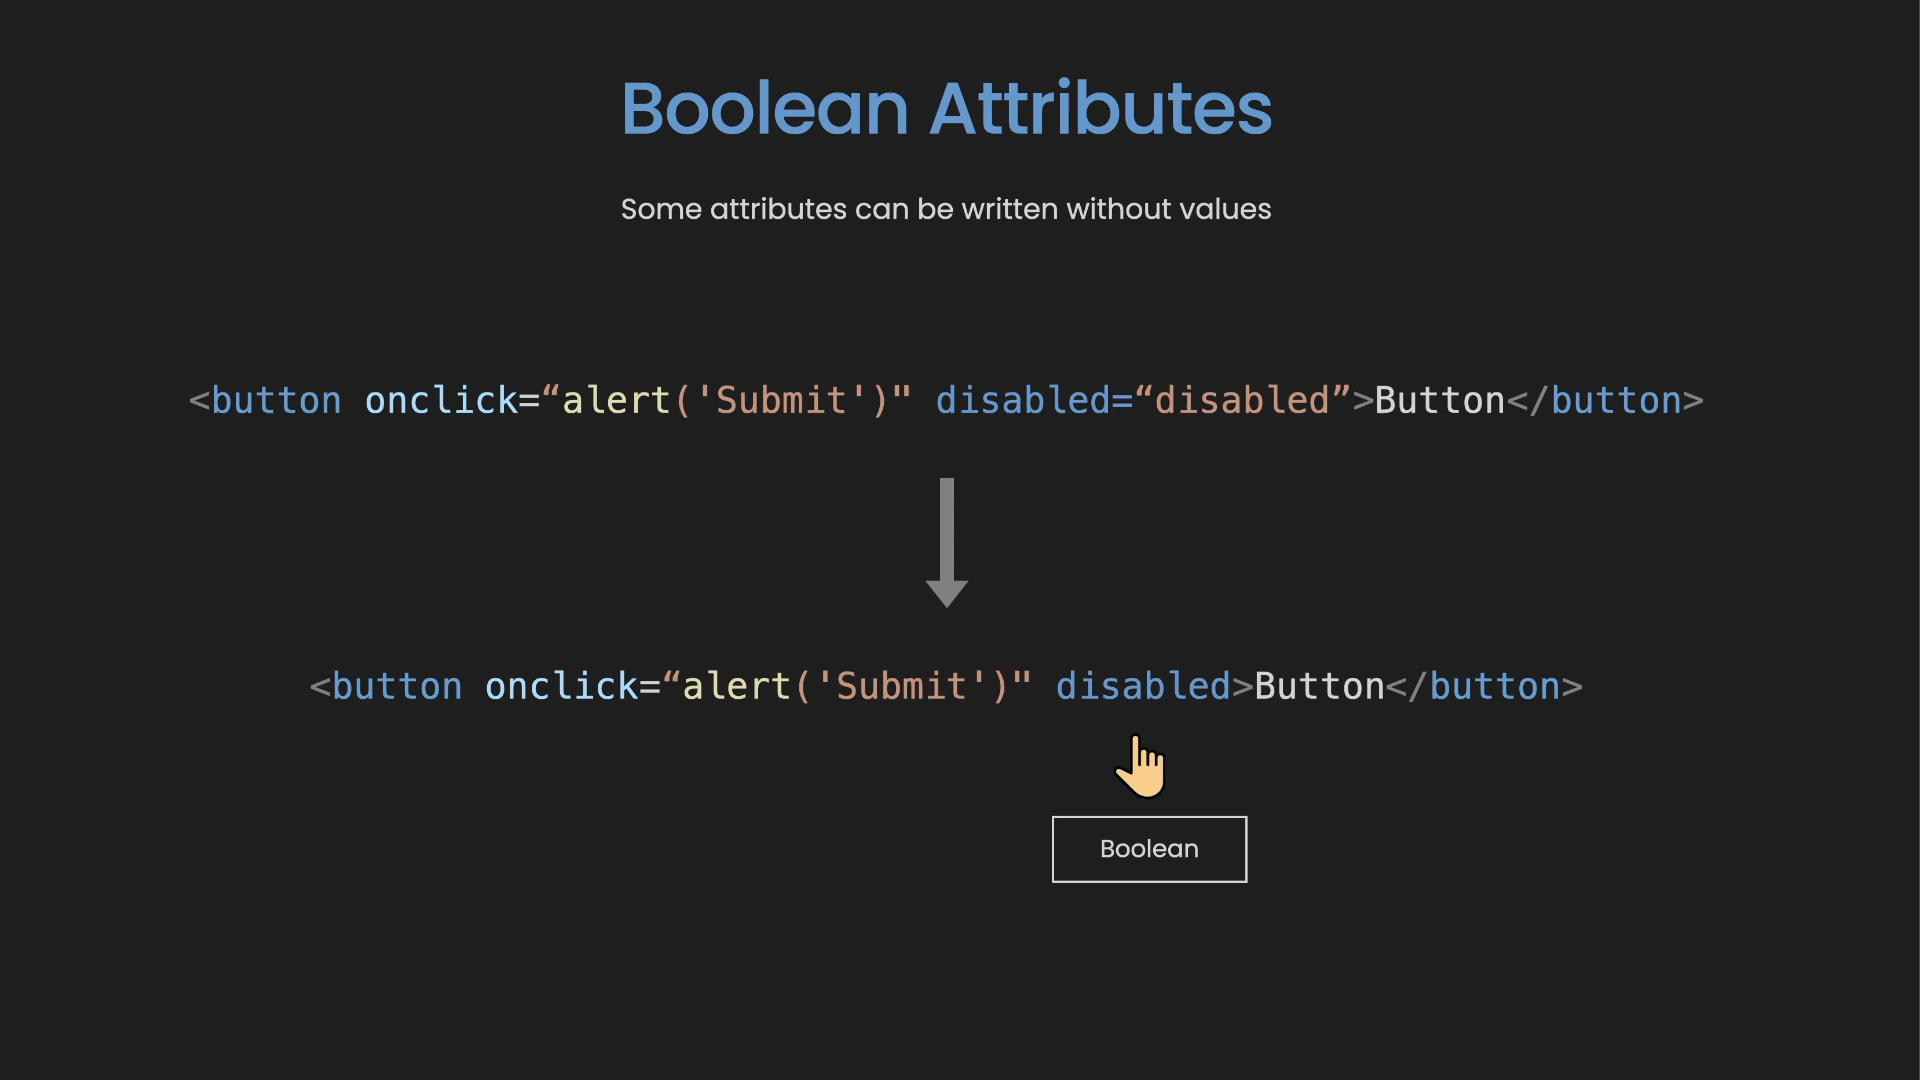 Boolean Attributes
Some attributes can be written without values
<button onclick=“alert('Submit')" disabled=“disabled”>Button</button>
<button onclick=“alert('Submit')" disabled>Button</button>
Boolean